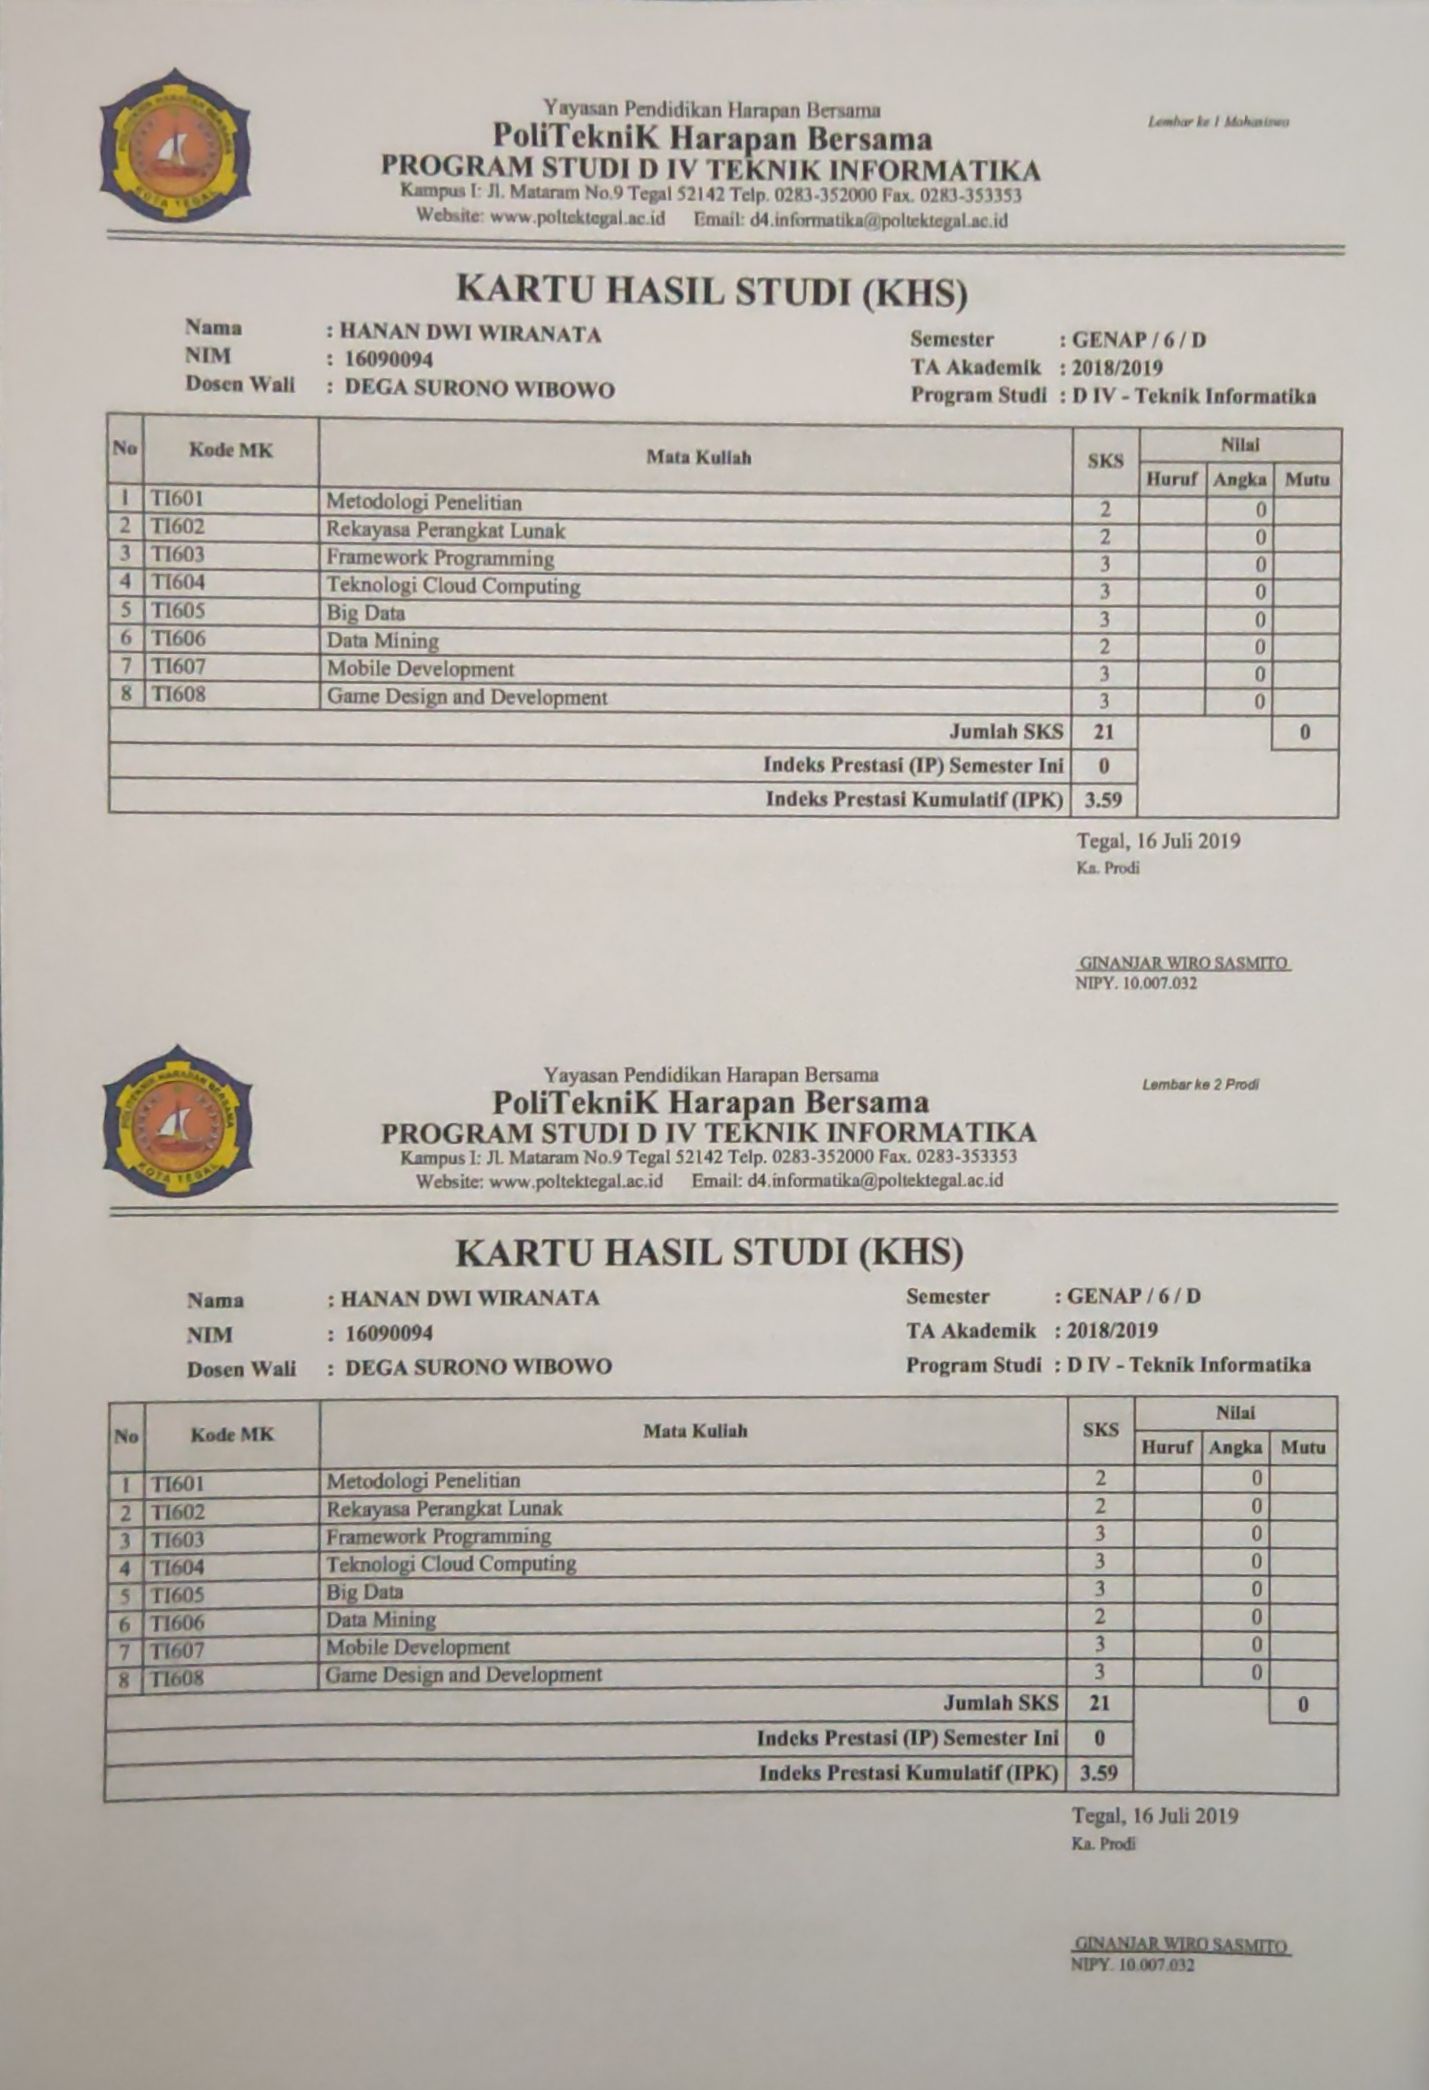 Yayasan Pendidikan Harapan Bersama
Lembar ke 1 Mahasiswa
PoliTekniK Harapan Bersama
PROGRAM STUDI D IV TEKNIK INFORMATIKA
Kampus I: Jl. Mataram No.9 Tegal 52142 Telp. 0283-352000 Fax. 0283-353353
Website: www.poltektegal.ac.id Email: d4.informatika@poltektegal.ac.id
POLITEKNIK HARAPAN BERSAMA
KOTA TEGAL
KARTU HASIL STUDI (KHS)
Nama : HANAN DWI WIRANATA Semester : GENAP / 6 / D
NIM : 16090094 TA Akademik : 2018/2019
Dosen Wali : DEGA SURONO WIBOWO Program Studi : D IV - Teknik Informatika
No Kode MK Mata Kuliah SKS Nilai
Huruf Angka Mutu
1 TI601 Metodologi Penelitian 2 0
2 TI602 Rekayasa Perangkat Lunak 2 0
3 TI603 Framework Programming 3 0
4 TI604 Teknologi Cloud Computing 3 0
5 TI605 Big Data 3 0
6 TI606 Data Mining 2 0
7 TI607 Mobile Development 3 0
8 TI608 Game Design and Development 3 0
Jumlah SKS 21 0
Indeks Prestasi (IP) Semester Ini 0
Indeks Prestasi Kumulatif (IPK) 3.59
Tegal, 16 Juli 2019
Ka. Prodi
GINANJAR WIRO SASMITO
NIPY. 10.007.032
Yayasan Pendidikan Harapan Bersama
Lembar ke 2 Prodi
PoliTekniK Harapan Bersama
PROGRAM STUDI D IV TEKNIK INFORMATIKA
Kampus I: Jl. Mataram No.9 Tegal 52142 Telp. 0283-352000 Fax. 0283-353353
Website: www.poltektegal.ac.id Email: d4.informatika@poltektegal.ac.id
POLITEKNIK HARAPAN BERSAMA
KOTA TEGAL
KARTU HASIL STUDI (KHS)
Nama : HANAN DWI WIRANATA Semester : GENAP / 6 / D
NIM : 16090094 TA Akademik : 2018/2019
Dosen Wali : DEGA SURONO WIBOWO Program Studi : D IV - Teknik Informatika
No Kode MK Mata Kuliah SKS Nilai
Huruf Angka Mutu
1 TI601 Metodologi Penelitian 2 0
2 TI602 Rekayasa Perangkat Lunak 2 0
3 TI603 Framework Programming 3 0
4 TI604 Teknologi Cloud Computing 3 0
5 TI605 Big Data 3 0
6 TI606 Data Mining 2 0
7 TI607 Mobile Development 3 0
8 TI608 Game Design and Development 3 0
Jumlah SKS 21 0
Indeks Prestasi (IP) Semester Ini 0
Indeks Prestasi Kumulatif (IPK) 3.59
Tegal, 16 Juli 2019
Ka. Prodi
GINANJAR WIRO SASMITO
NIPY. 10.007.032